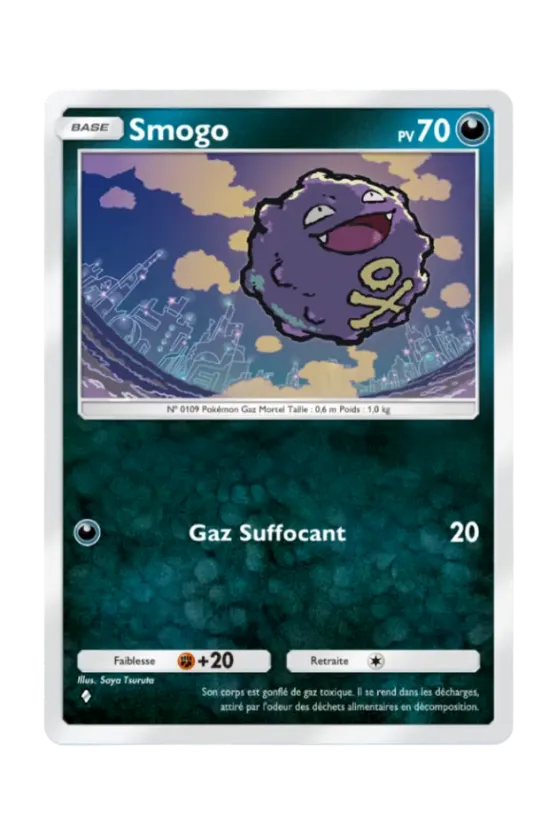 BASE Smogo PV 70
N° 0109 Pokémon Gaz Mortel Taille : 0,6 m Poids : 1,0 kg
Gaz Suffocant 20
Faiblesse +20 Retraite
Illus. Saya Tsuruta
Son corps est gonflé de gaz toxique. Il se rend dans les décharges,
attiré par l'odeur des déchets alimentaires en décomposition.